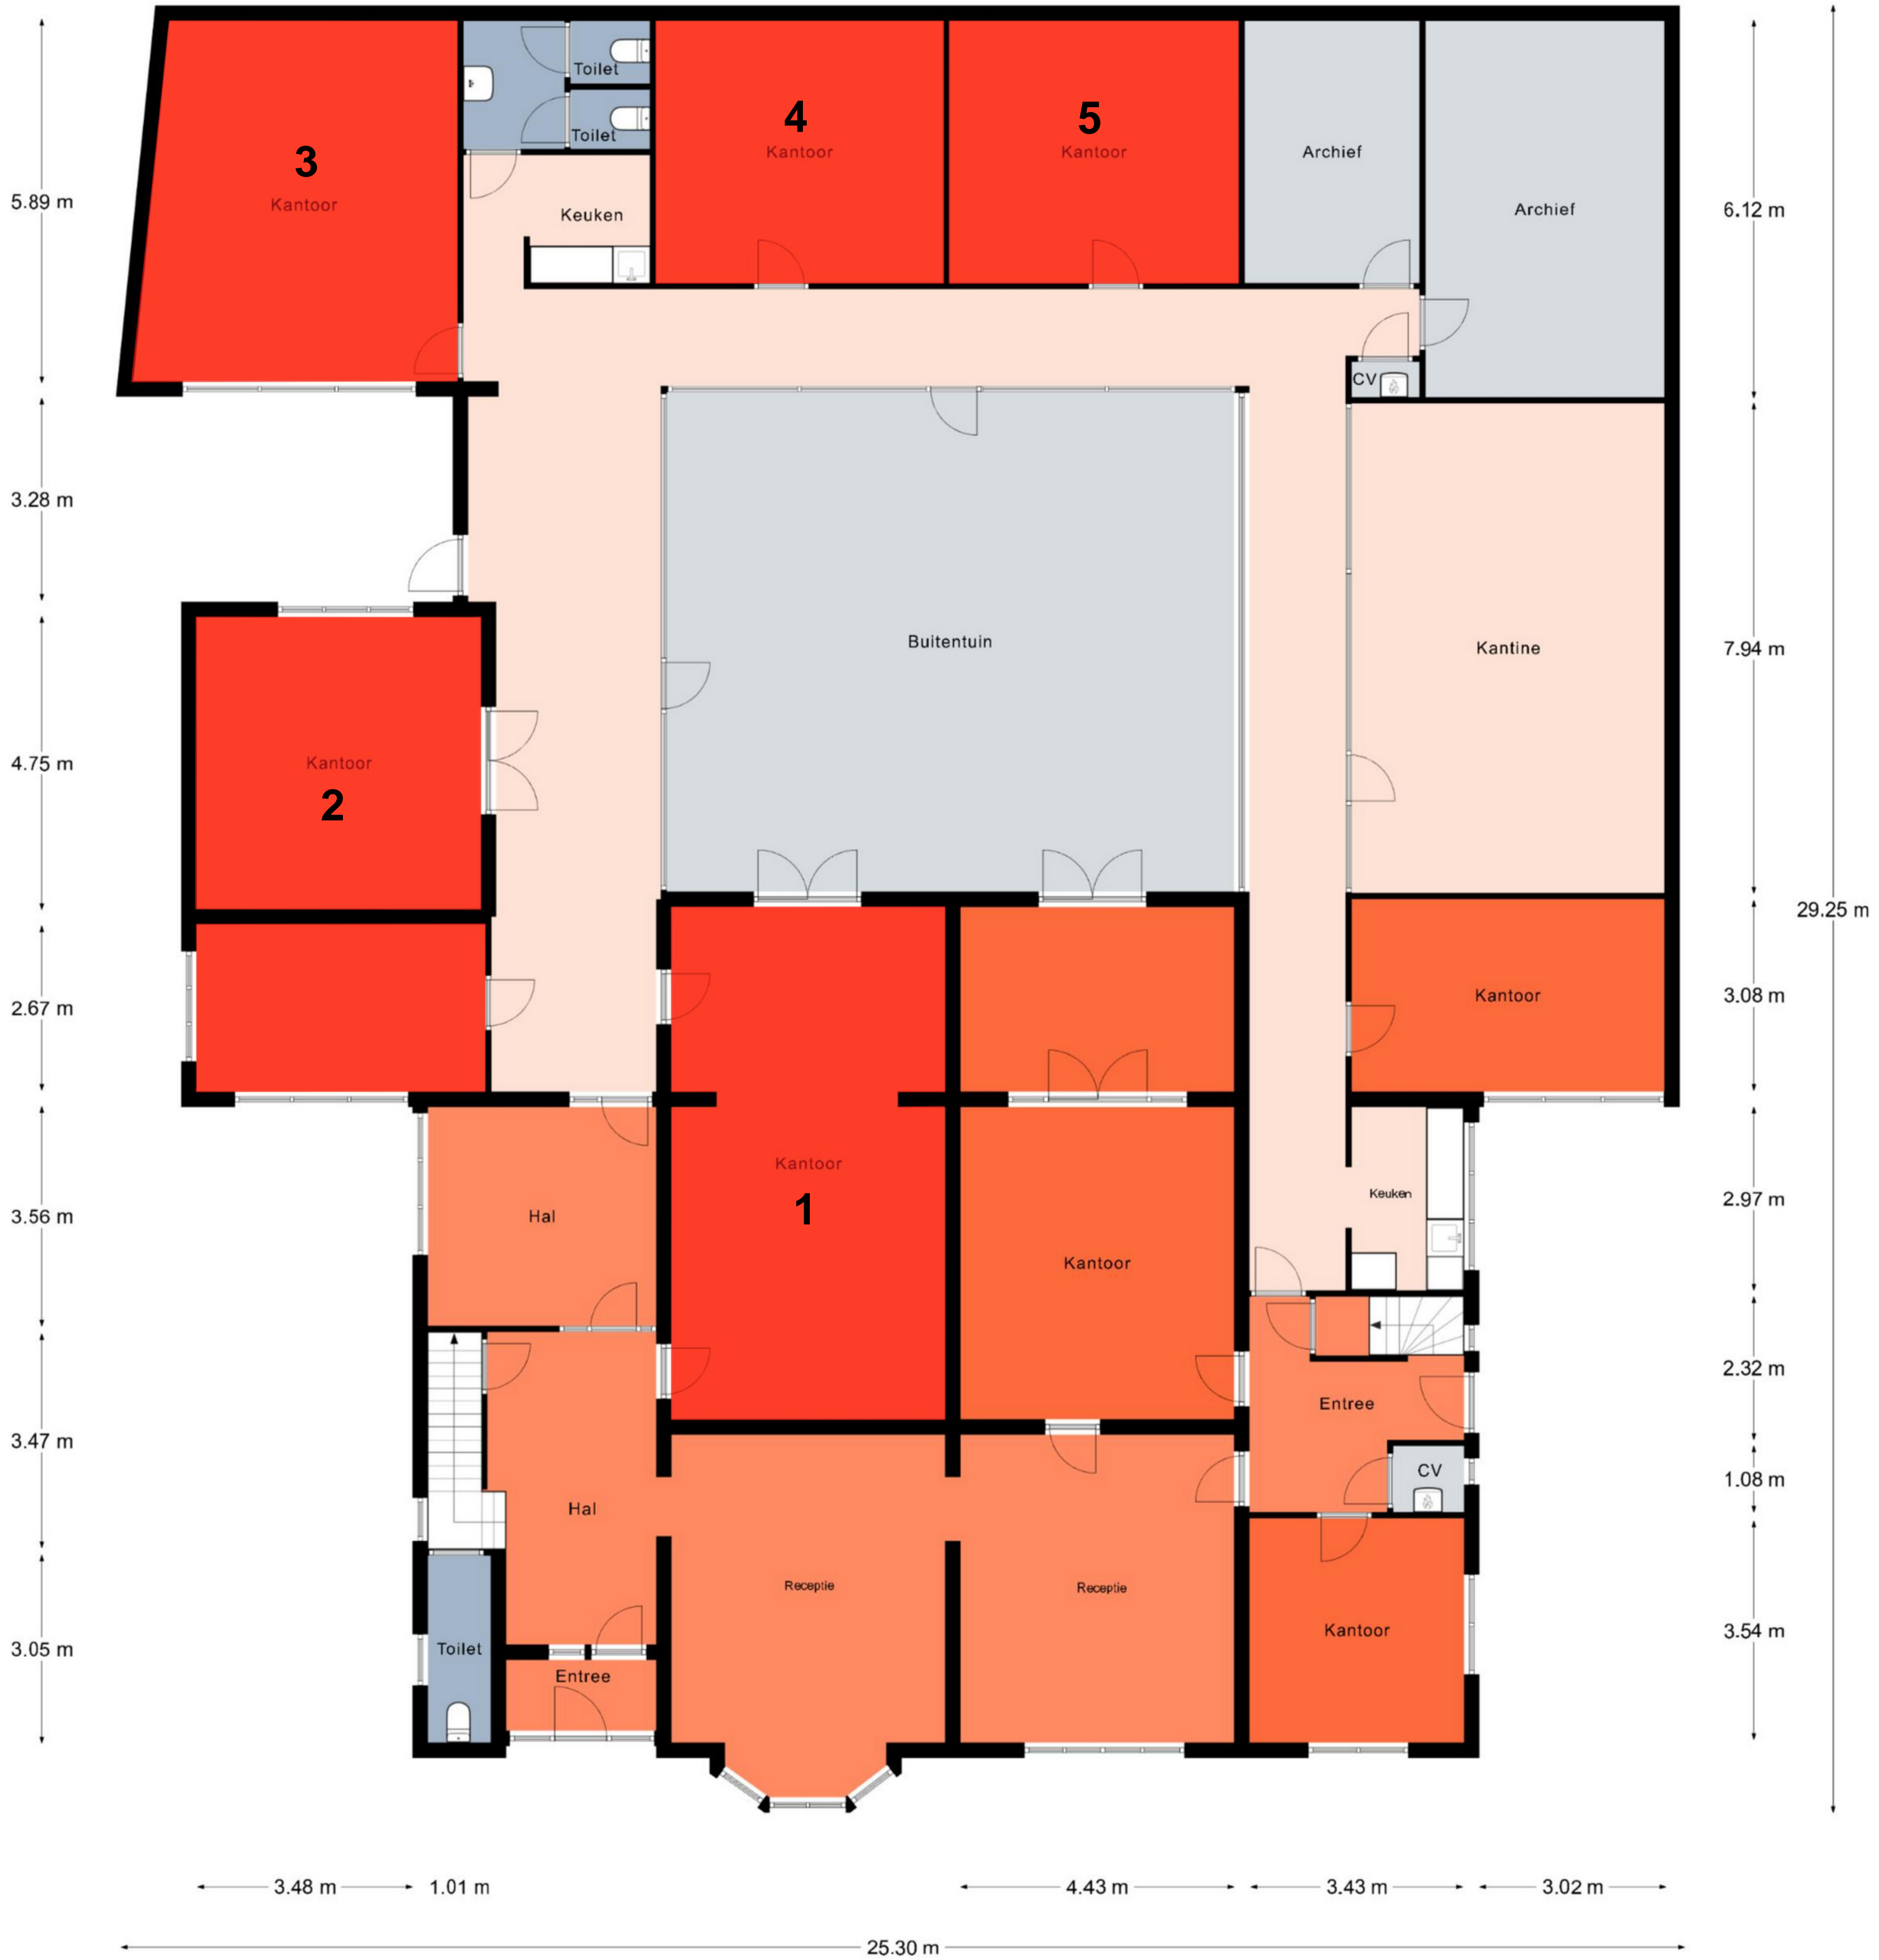 Toilet
4
5
Toilet
3
Kantoor
Kantoor
Archief
Kantoor
5.89 m
Keuken
Archief
6.12 m
CV
3.28 m
Buitentuin
Kantine
7.94 m
4.75 m
Kantoor
2
29.25 m
2.67 m
Kantoor
3.08 m
Kantoor
1
Keuken
2.97 m
3.56 m
Hal
Kantoor
2.32 m
Entree
3.47 m
CV
1.08 m
Hal
Receptie
Receptie
Kantoor
3.54 m
3.05 m
Toilet
Entree
3.48 m
1.01 m
4.43 m
3.43 m
3.02 m
25.30 m